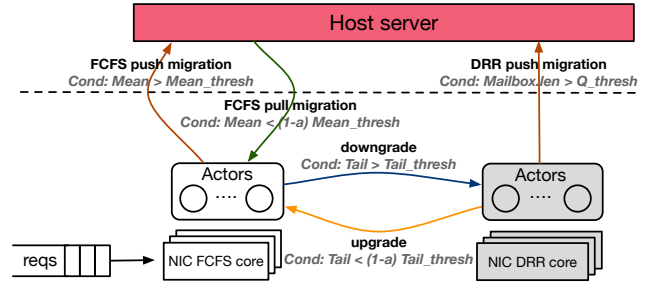 Host server
FCFS push migration
Cond: Mean > Mean_thresh
DRR push migration
Cond: Mailbox.len > Q_thresh
FCFS pull migration
Cond: Mean < (1-a) Mean_thresh
downgrade
Cond: Tail > Tail_thresh
Actors
....
Actors
....
upgrade
Cond: Tail < (1-a) Tail_thresh
reqs
NIC FCFS core
NIC DRR core